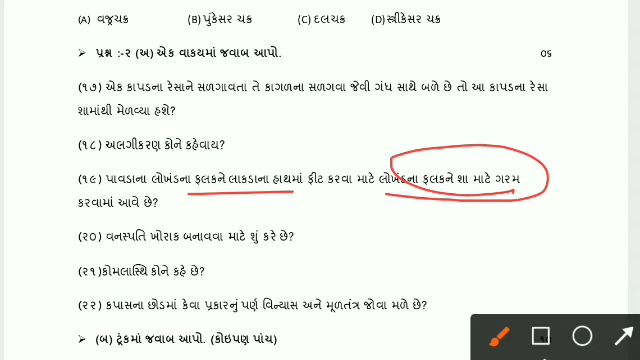 (A) વજ્રચક્ર (B) પુંકેસર ચક્ર (C) દલચક્ર (D)સ્ત્રીકેસર ચક્ર
➢ પ્રશ્ન :-૨ (અ) એક વાક્યમાં જવાબ આપો. ૦૬
(૧૭) એક કાપડના રેસાને સળગાવતા તે કાગળના સળગવા જેવી ગંધ સાથે બળે છે તો આ કાપડના રેસા
શામાંથી મેળવ્યા હશે?
(૧૮) અલગીકરણ કોને કહેવાય?
(૧૯) પાવડાના લોખંડના ફલકને લાકડાના હાથમાં ફીટ કરવા માટે લોખંડના ફલકને શા માટે ગરમ
કરવામાં આવે છે?
(૨૦) વનસ્પતિ ખોરાક બનાવવા માટે શું કરે છે?
(૨૧)કોમલાસ્થિ કોને કહે છે?
(૨૨) કપાસના છોડમાં કેવા પ્રકારનું પર્ણ વિન્યાસ અને મૂળતંત્ર જોવા મળે છે?
➢ (બ) ટૂંકમાં જવાબ આપો. (કોઇપણ પાંચ)